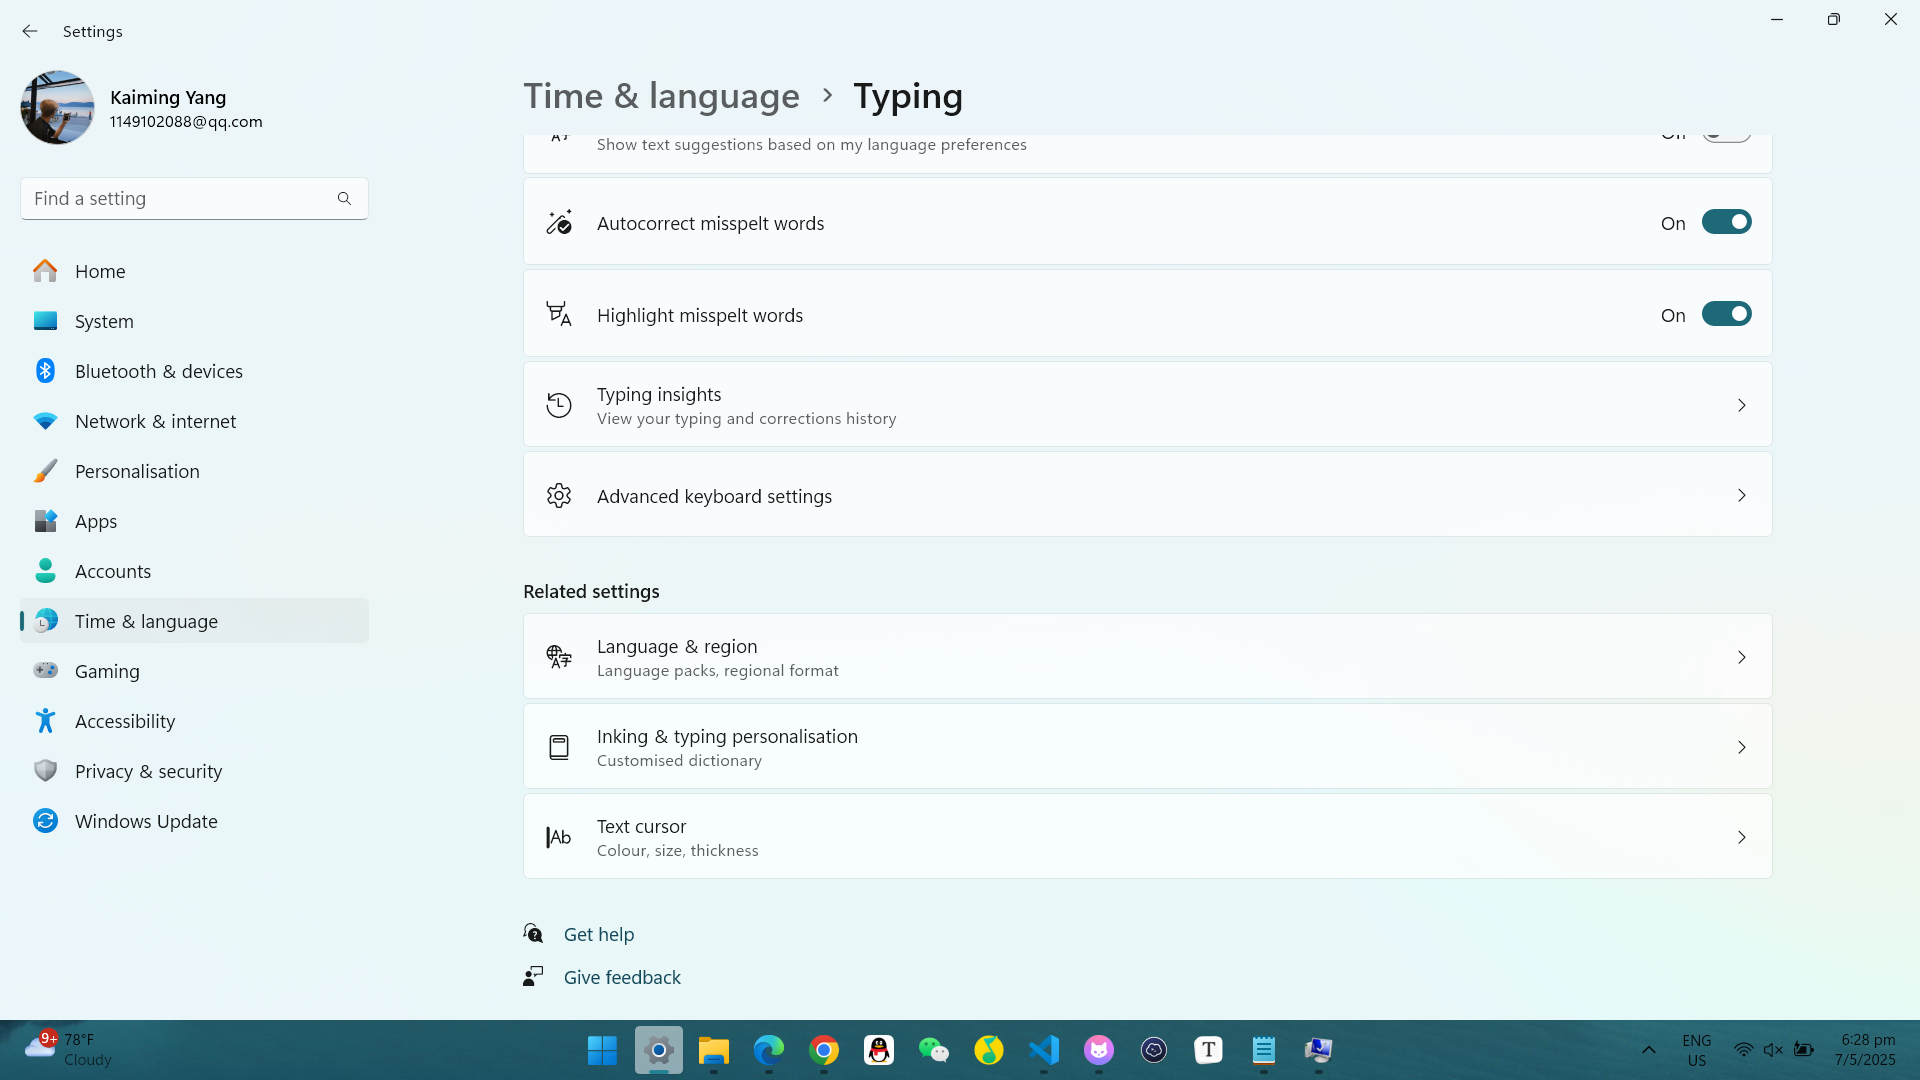 Settings
Kaiming Yang
1149102088@qq.com
Find a setting
Home
System
Bluetooth & devices
Network & internet
Personalisation
Apps
Accounts
Time & language
Gaming
Accessibility
Privacy & security
Windows Update
Time & language > Typing
Show text suggestions based on my language preferences
Off
Autocorrect misspelt words
On
Highlight misspelt words
On
Typing insights
View your typing and corrections history
Advanced keyboard settings
Related settings
Language & region
Language packs, regional format
Inking & typing personalisation
Customised dictionary
Text cursor
Colour, size, thickness
Get help
Give feedback
9+
78°F
Cloudy
ENG
US
6:28 pm
7/5/2025